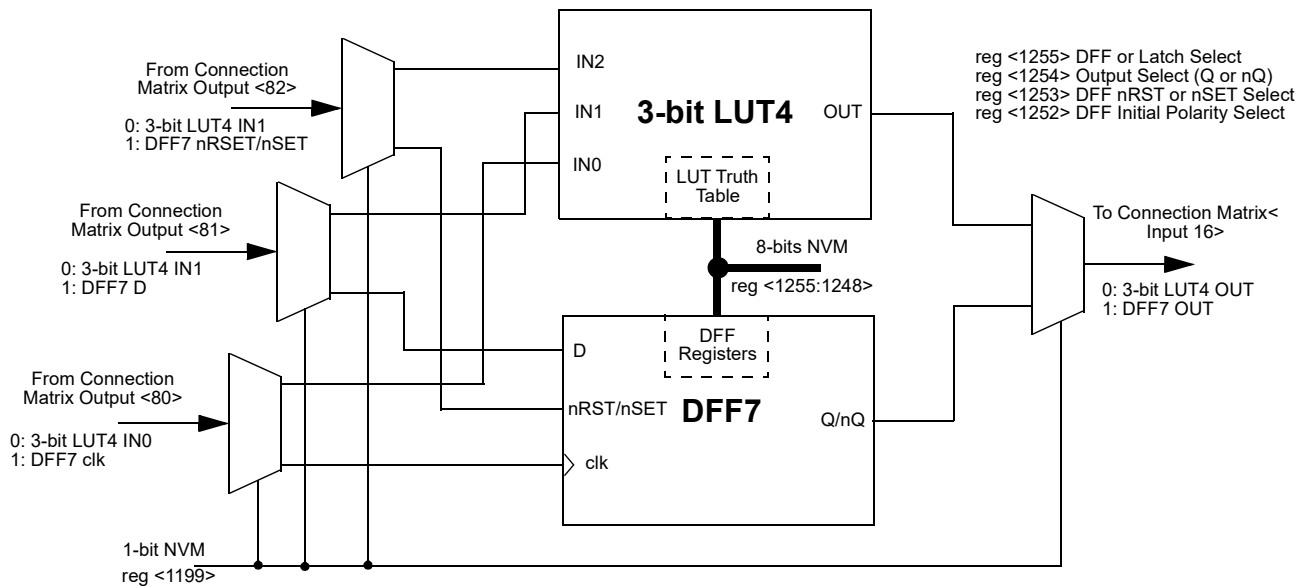 From Connection
Matrix Output <82>
0: 3-bit LUT4 IN1
1: DFF7 nRSET/nSET
From Connection
Matrix Output <81>
0: 3-bit LUT4 IN1
1: DFF7 D
From Connection
Matrix Output <80>
0: 3-bit LUT4 IN0
1: DFF7 clk
1-bit NVM
reg <1199>
IN2
IN1
IN0
3-bit LUT4
OUT
LUT Truth
Table
8-bits NVM
reg <1255:1248>
DFF
Registers
D
nRST/nSET
clk
DFF7
Q/nQ
reg <1255> DFF or Latch Select
reg <1254> Output Select (Q or nQ)
reg <1253> DFF nRST or nSET Select
reg <1252> DFF Initial Polarity Select
To Connection Matrix<
Input 16>
0: 3-bit LUT4 OUT
1: DFF7 OUT